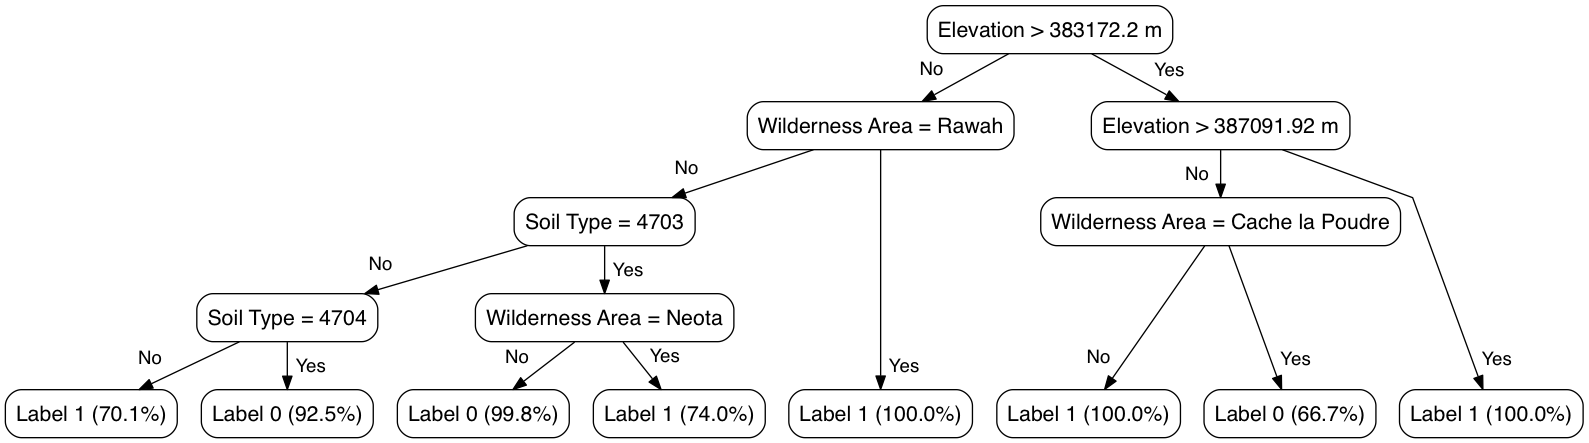 Elevation > 383172.2 m
No
Yes
Wilderness Area = Rawah
Elevation > 387091.92 m
No
No
Soil Type = 4703
Wilderness Area = Cache la Poudre
No
Yes
Soil Type = 4704
Wilderness Area = Neota
No
Yes
No
Yes
Yes
No
Yes
Yes
Label 1 (70.1%)
Label 0 (92.5%)
Label 0 (99.8%)
Label 1 (74.0%)
Label 1 (100.0%)
Label 1 (100.0%)
Label 0 (66.7%)
Label 1 (100.0%)